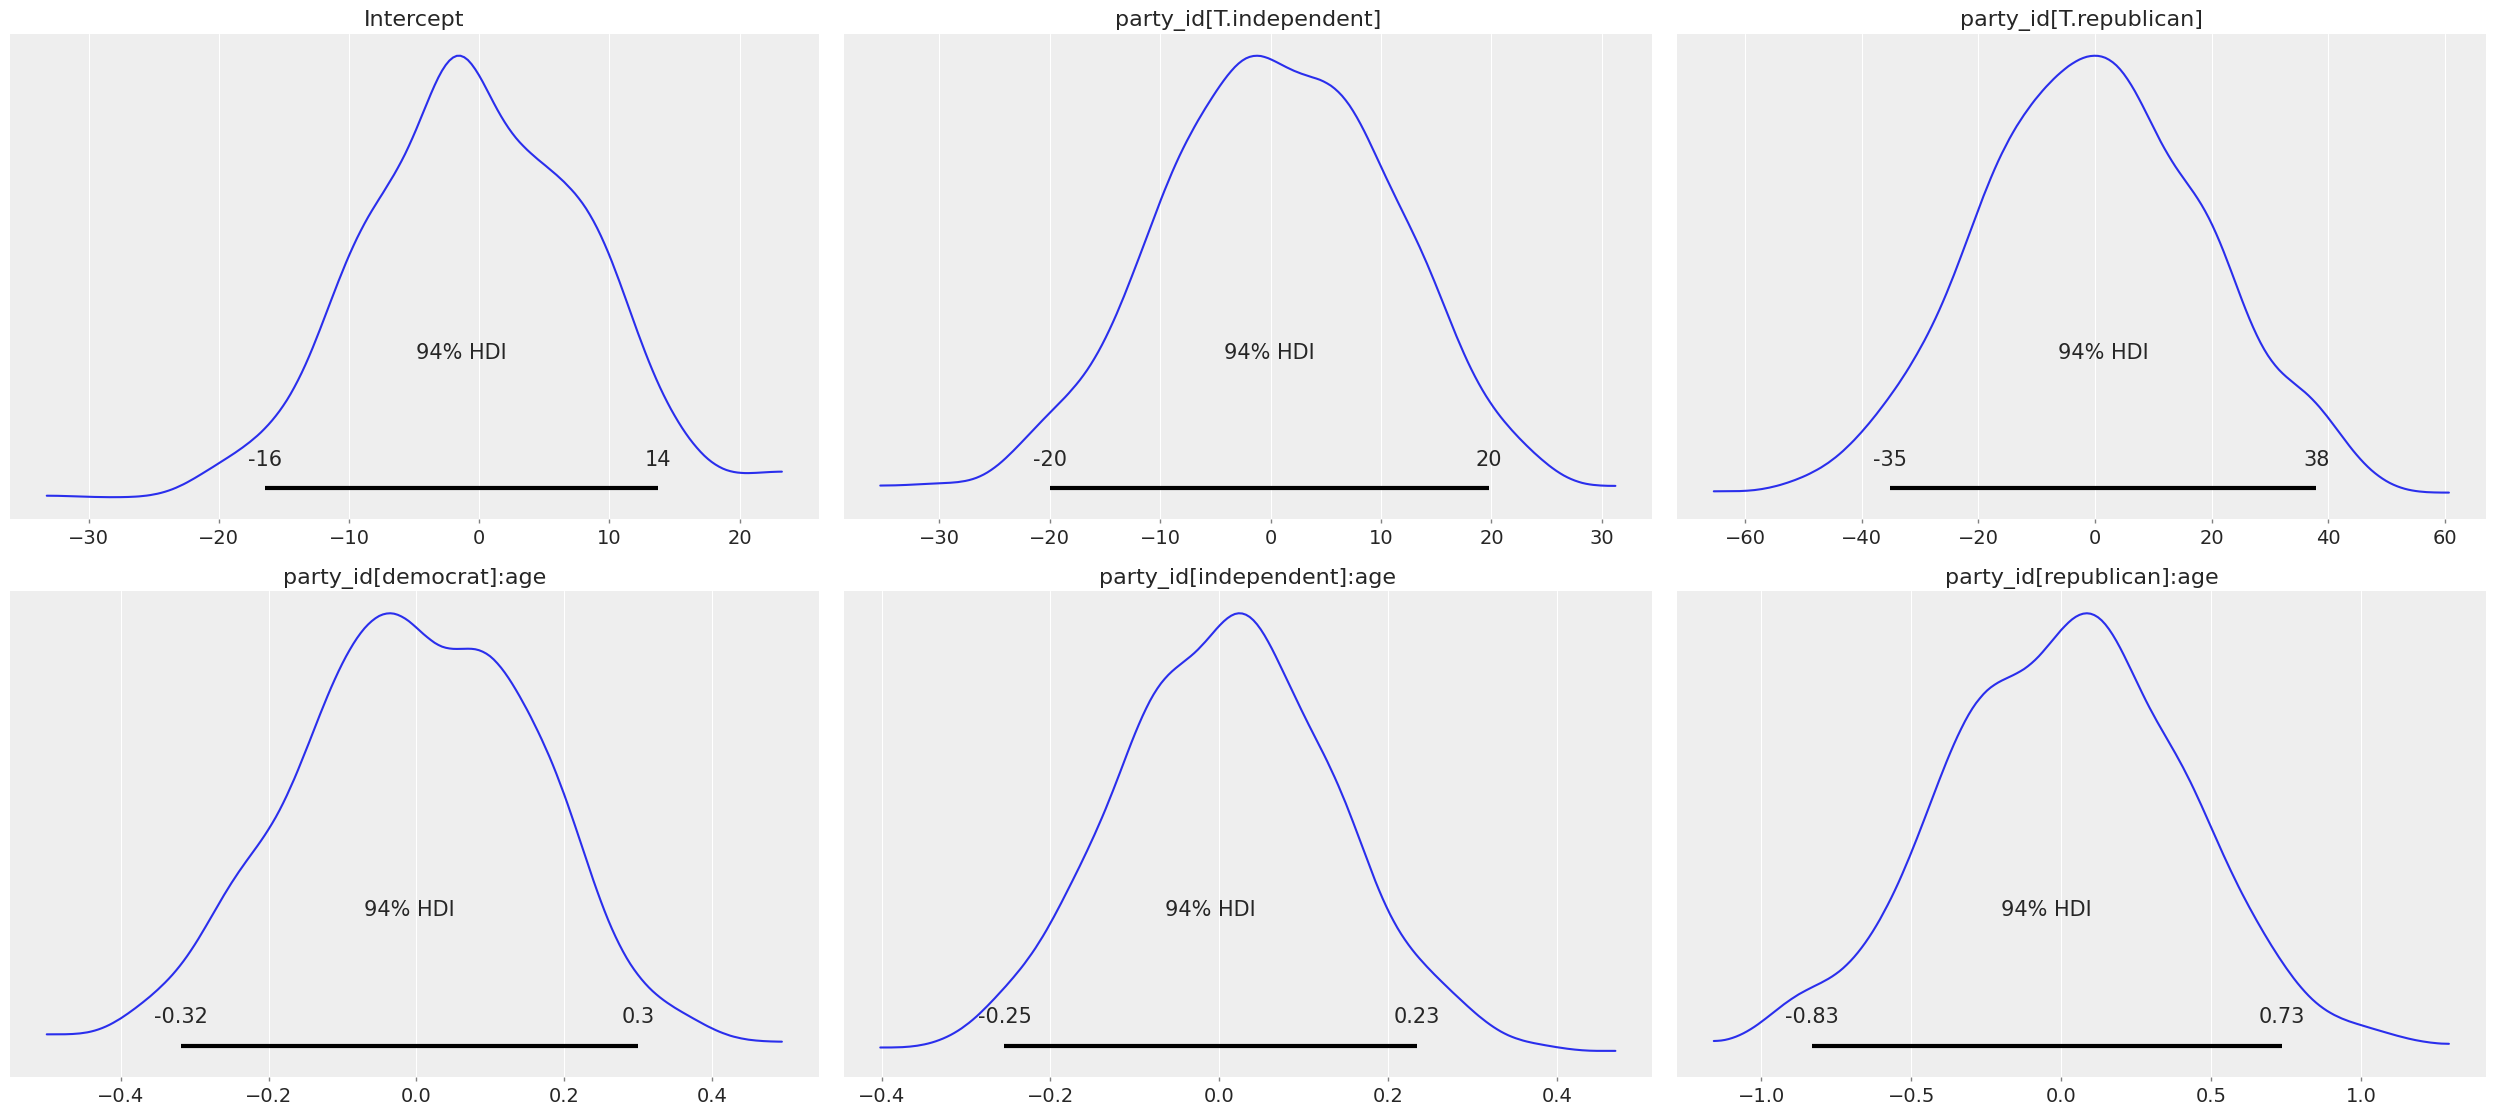 Intercept
94% HDI
-16 14
−30 −20 −10 0 10 20
party_id[T.independent]
94% HDI
-20 20
−30 −20 −10 0 10 20 30
party_id[T.republican]
94% HDI
-35 38
−60 −40 −20 0 20 40 60
party_id[democrat]:age
94% HDI
-0.32 0.3
−0.4 −0.2 0.0 0.2 0.4
party_id[independent]:age
94% HDI
-0.25 0.23
−0.4 −0.2 0.0 0.2 0.4
party_id[republican]:age
94% HDI
-0.83 0.73
−1.0 −0.5 0.0 0.5 1.0